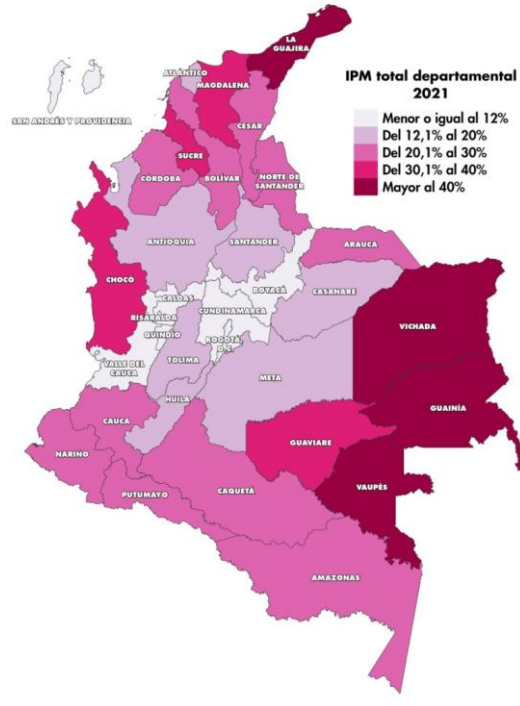 LA
GUAJIRA
ATLÁNTICO
MAGDALENA
IPM total departamental
2021
SAN ANDRÉS Y PROVIDENCIA
CESAR
Menor o igual al 12%
Del 12,1% al 20%
Del 20,1% al 30%
Del 30,1% al 40%
Mayor al 40%
SUCRE
CÓRDOBA
BOLÍVAR
NORTE DE
SANTANDER
ANTIOQUIA
SANTANDER
ARAUCA
CHOCÓ
BOYACÁ
CASANARE
CALDAS
RISARALDA
CUNDINAMARCA
VICHADA
QUINDÍO
BOGOTÁ
D.C.
VALLE DEL
CAUCA
TOLIMA
META
HUILA
GUAINÍA
CAUCA
GUAVIARE
NARIÑO
VAUPÉS
PUTUMAYO
CAQUETÁ
AMAZONAS